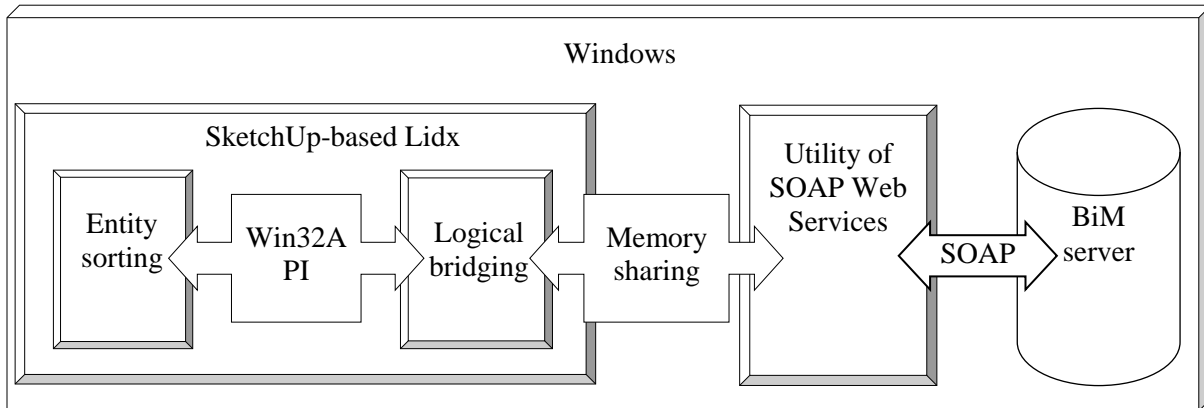 Windows
SketchUp-based Lidx
Entity
sorting
Win32A
PI
Logical
bridging
Memory
sharing
Utility of
SOAP Web
Services
SOAP
BiM
server